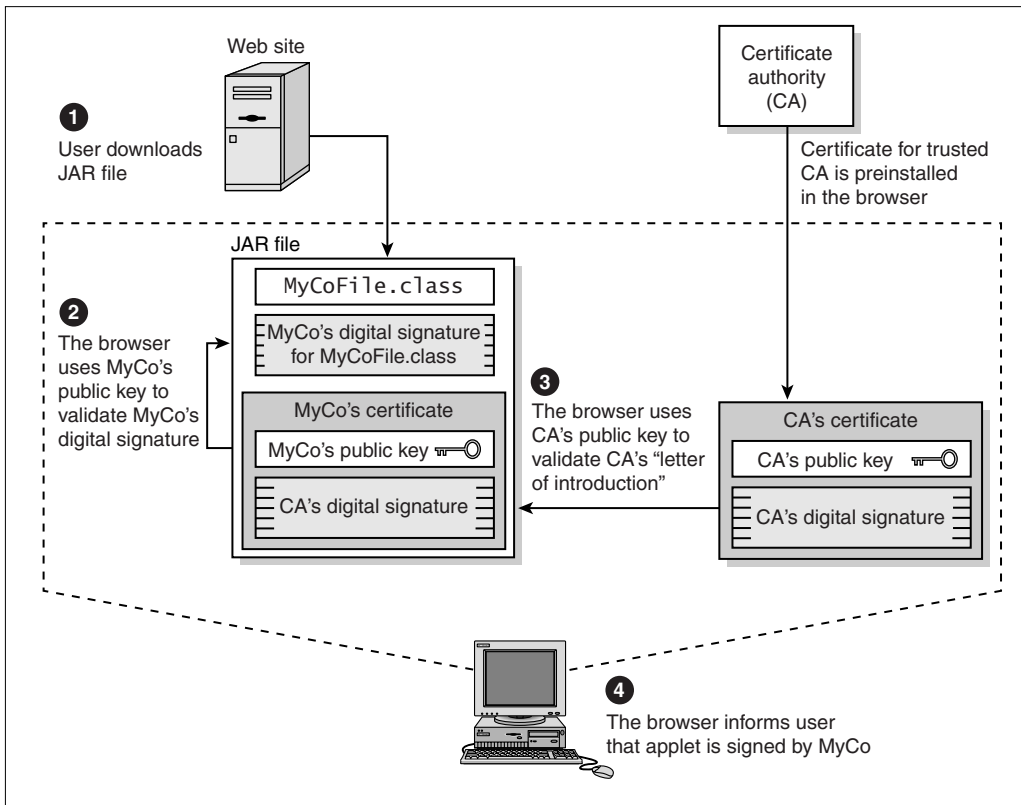 Web site
1
User downloads
JAR file
Certificate
authority
(CA)
Certificate for trusted
CA is preinstalled
in the browser
JAR file
MyCoFile.class
MyCo's digital signature
for MyCoFile.class
2
The browser
uses MyCo's
public key to
validate MyCo's
digital signature
MyCo's certificate
MyCo's public key
CA's digital signature
3
The browser uses
CA's public key to
validate CA's “letter
of introduction”
CA's certificate
CA's public key
CA's digital signature
4
The browser informs user
that applet is signed by MyCo